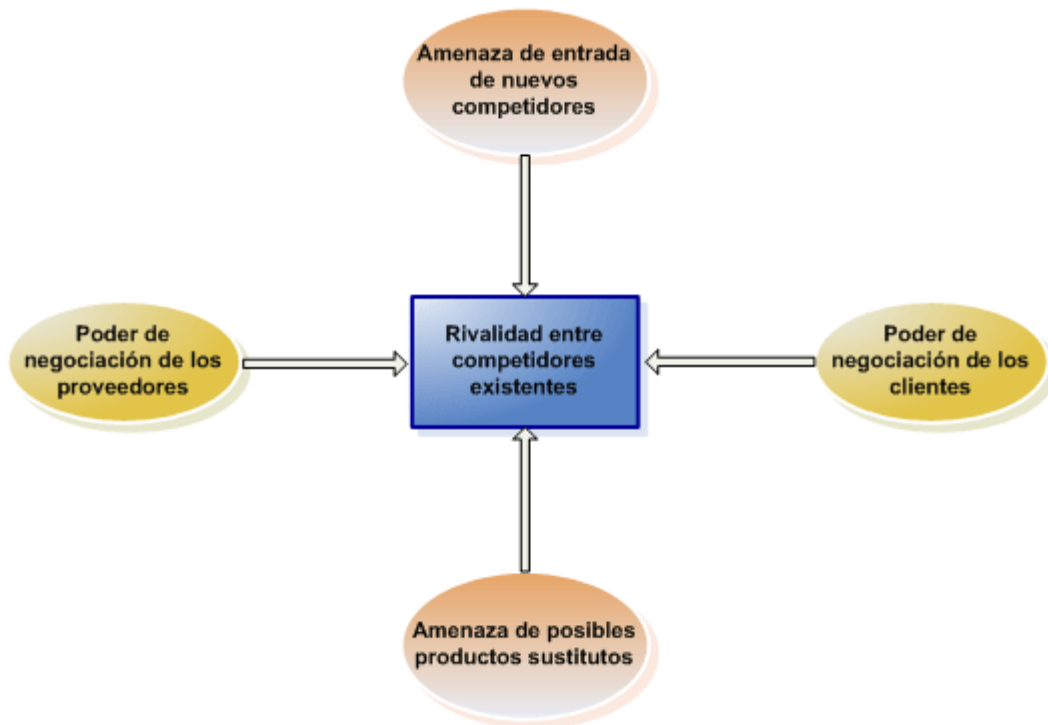 Amenaza de entrada
de nuevos
competidores
Poder de
negociación de los
proveedores
Rivalidad entre
competidores
existentes
Poder de
negociación de los
clientes
Amenaza de posibles
productos sustitutos